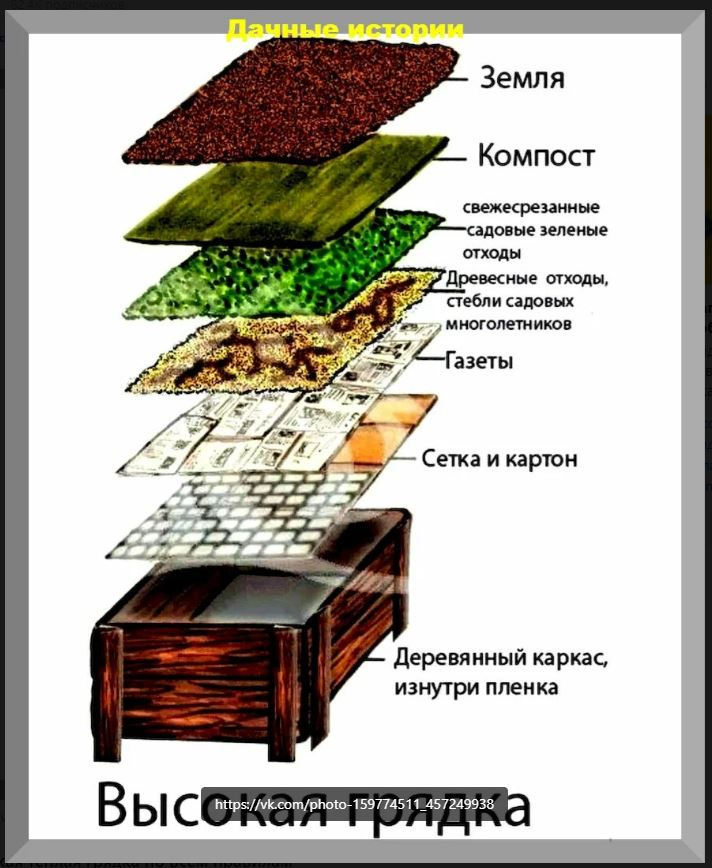 Дачные истории
Земля
Компост
свежесрезанные
садовые зеленые
отходы
Древесные отходы,
стебли садовых
многолетников
Газеты
Сетка и картон
Деревянный каркас,
изнутри пленка
Высокая грядка
https://vk.com/photo-159774511_457249938